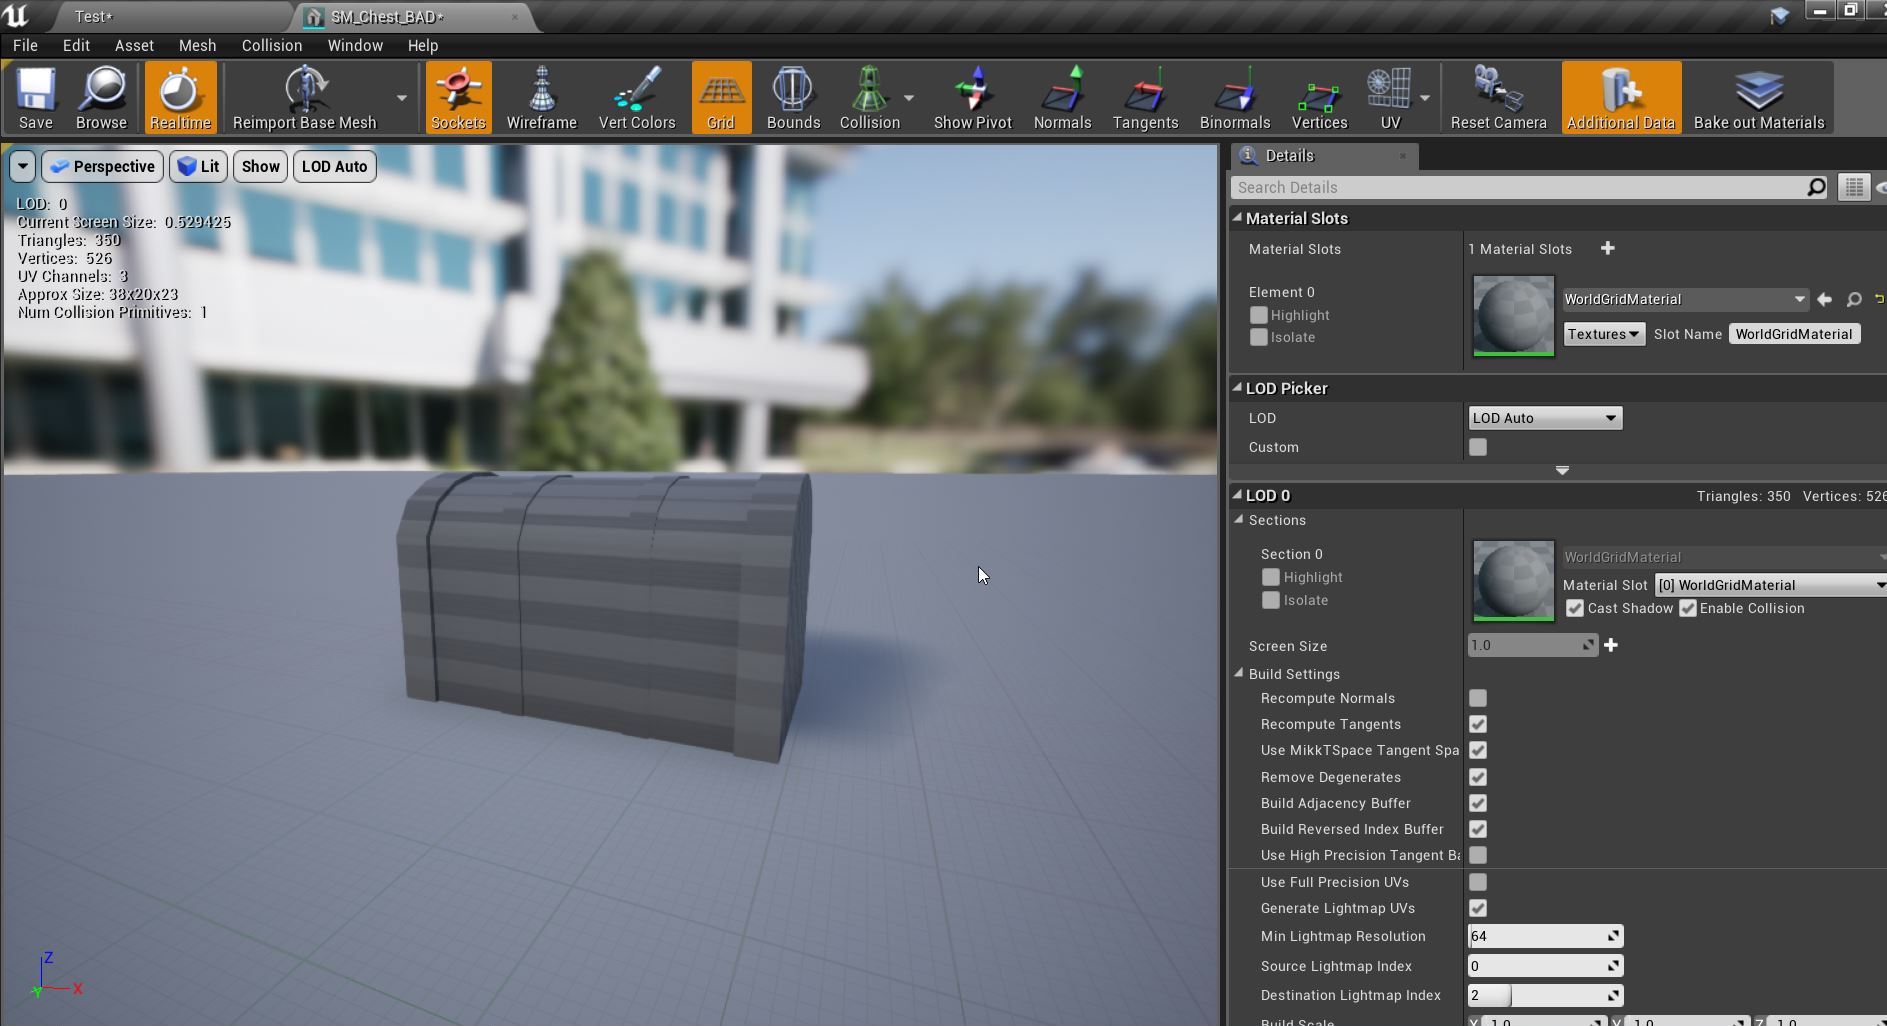 Test*
SM_Chest_BAD*
File Edit Asset Mesh Collision Window Help
Save Browse Realtime Reimport Base Mesh Sockets Wireframe Vert Colors Grid Bounds Collision Show Pivot Normals Tangents Binormals Vertices UV Reset Camera Additional Data Bake out Materials
Perspective Lit Show LOD Auto
LOD: 0
Current Screen Size: 0.529425
Triangles: 350
Vertices: 526
UV Channels: 3
Approx Size: 38x20x23
Num Collision Primitives: 1
Z
X
Y
Details
Search Details
Material Slots
Material Slots 1 Material Slots
Element 0
Highlight
Isolate
WorldGridMaterial
Textures Slot Name WorldGridMaterial
LOD Picker
LOD LOD Auto
Custom
LOD 0 Triangles: 350 Vertices: 526
Sections
Section 0
Highlight
Isolate
WorldGridMaterial
Material Slot [0] WorldGridMaterial
Cast Shadow Enable Collision
Screen Size 1.0
Build Settings
Recompute Normals
Recompute Tangents
Use MikkTSpace Tangent Spa
Remove Degenerates
Build Adjacency Buffer
Build Reversed Index Buffer
Use High Precision Tangent Ba
Use Full Precision UVs
Generate Lightmap UVs
Min Lightmap Resolution 64
Source Lightmap Index 0
Destination Lightmap Index 2
Build Scale X 1.0 Y 1.0 Z 1.0